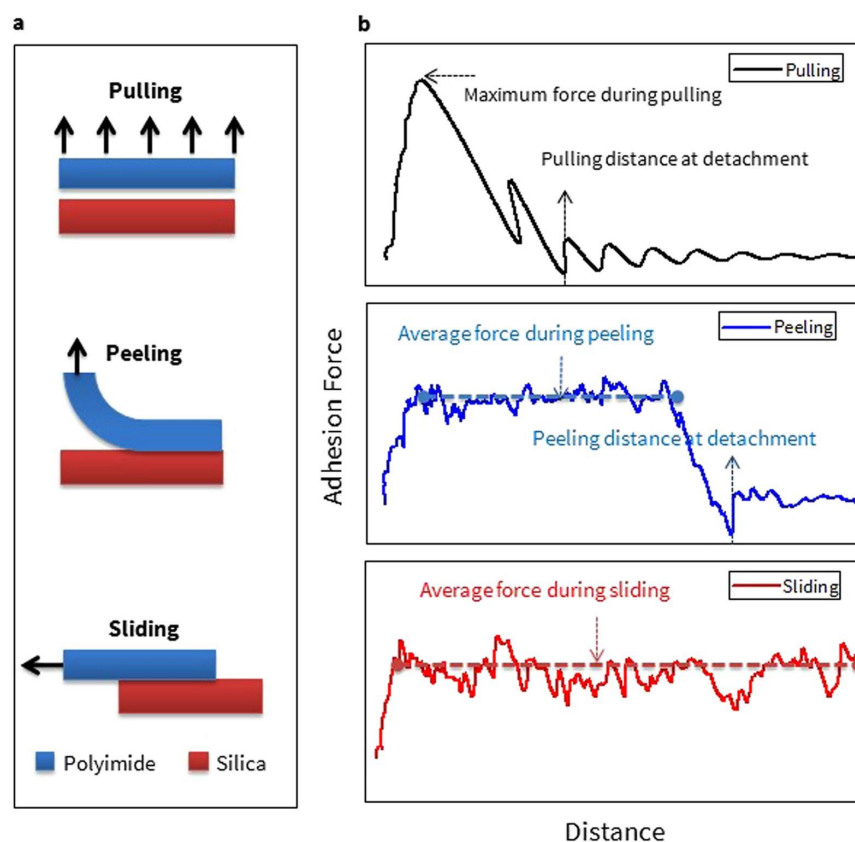 a
Pulling
Peeling
Sliding
Polyimide
Silica
b
Pulling
Maximum force during pulling
Pulling distance at detachment
Adhesion Force
Peeling
Average force during peeling
Peeling distance at detachment
Sliding
Average force during sliding
Distance